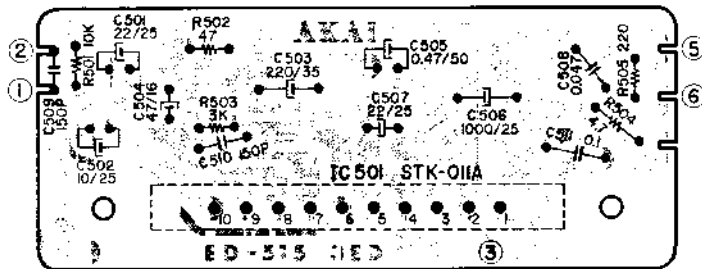 C501
22/25
R502
47
AKAI
C505
0.47/50
②
R501 10K
C503
220/35
C508
0.047
R505 220
⑤
①
C504
47/16
C509
150P
R503
3K
C507
22/25
C506
1000/25
R504
4.7
⑥
C510 150P
C502
10/25
C511 0.1
IC501 STK-011A
10 9 8 7 6 5 4 3 2 1
③